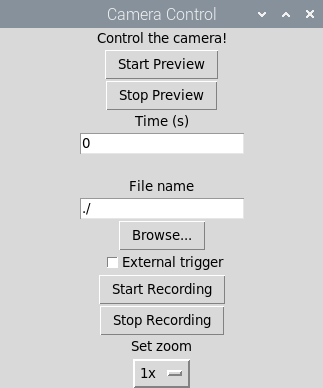 Camera Control
Control the camera!
Start Preview
Stop Preview
Time (s)
0
File name
./
Browse...
External trigger
Start Recording
Stop Recording
Set zoom
1x